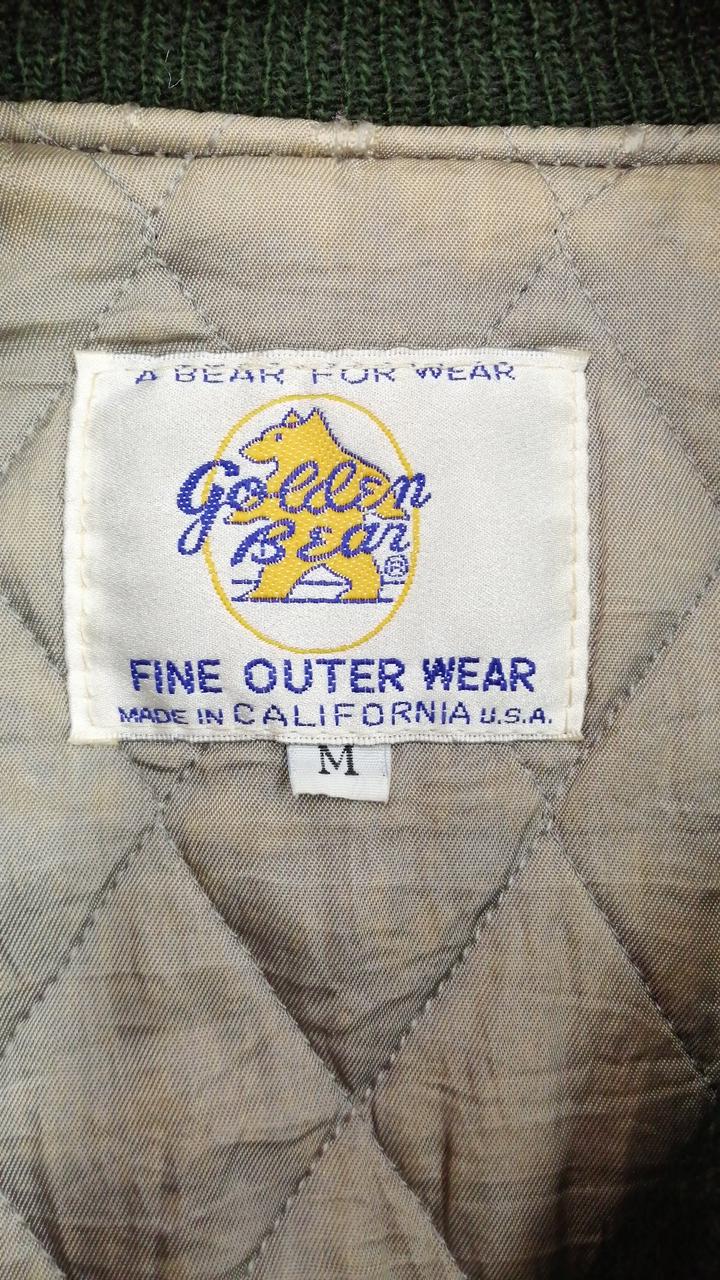 A BEAR FOR WEAR
Golden
Bear
®
FINE OUTER WEAR
MADE IN CALIFORNIA U.S.A.
M